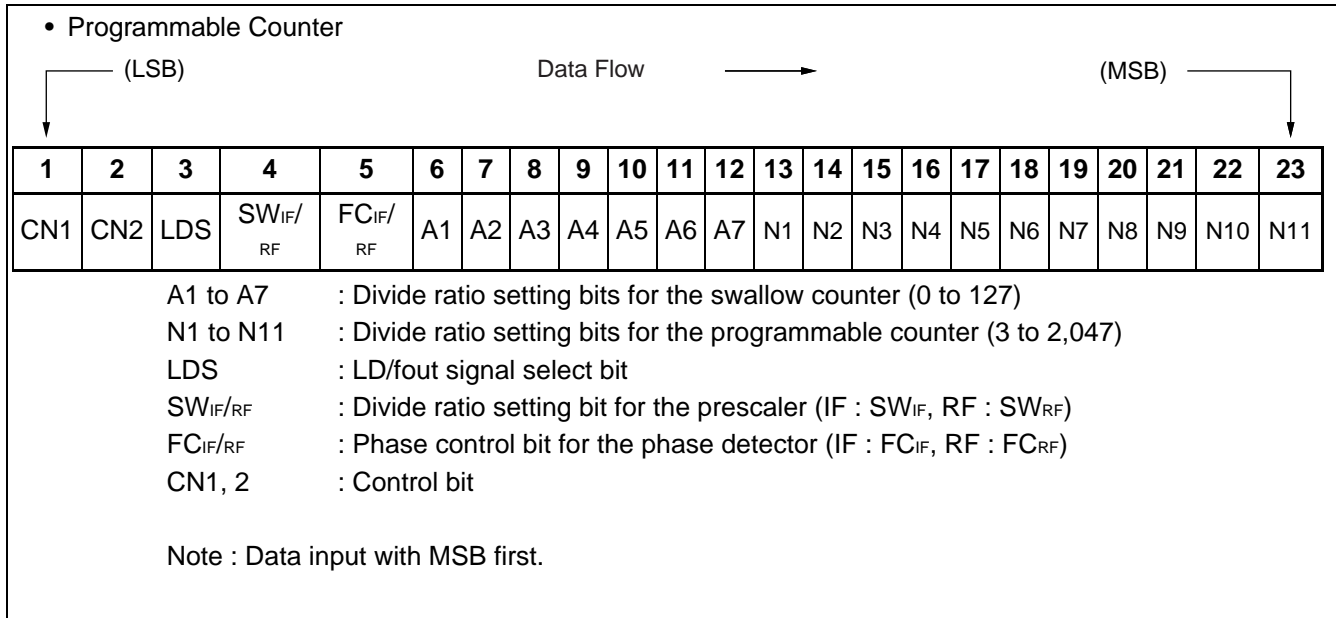 • Programmable Counter
(LSB) Data Flow (MSB)
1 2 3 4 5 6 7 8 9 10 11 12 13 14 15 16 17 18 19 20 21 22 23
CN1 CN2 LDS SWIF/RF FCIF/RF A1 A2 A3 A4 A5 A6 A7 N1 N2 N3 N4 N5 N6 N7 N8 N9 N10 N11
A1 to A7 : Divide ratio setting bits for the swallow counter (0 to 127)
N1 to N11 : Divide ratio setting bits for the programmable counter (3 to 2,047)
LDS : LD/fout signal select bit
SWIF/RF : Divide ratio setting bit for the prescaler (IF : SWIF, RF : SWRF)
FCIF/RF : Phase control bit for the phase detector (IF : FCIF, RF : FCRF)
CN1, 2 : Control bit
Note : Data input with MSB first.